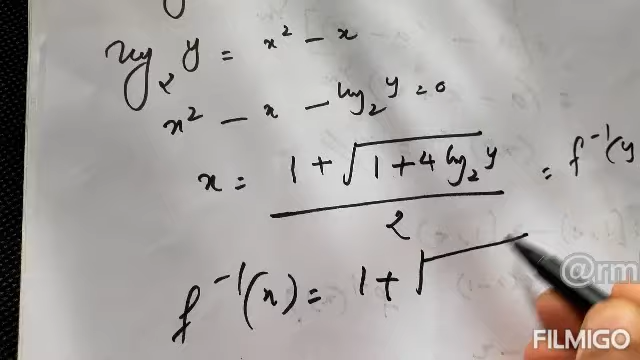 log₂ y = x² - x
x² - x - log₂ y = 0
x = (1 + √(1 + 4 log₂ y)) / 2 = f⁻¹(y
f⁻¹(x) = 1 + √
@rm
FILMIGO